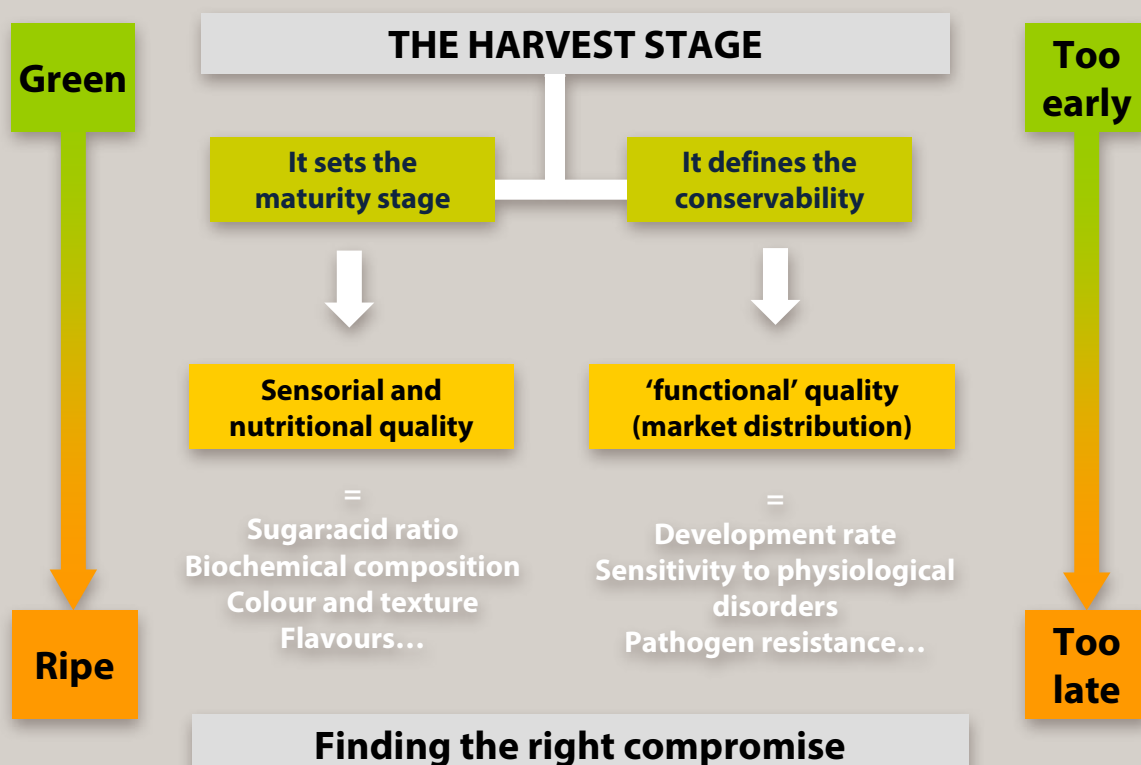 THE HARVEST STAGE
Green
Too
early
It sets the
maturity stage
It defines the
conservability
Sensorial and
nutritional quality
‘functional’ quality
(market distribution)
=
Sugar:acid ratio
Biochemical composition
Colour and texture
Flavours…
=
Development rate
Sensitivity to physiological
disorders
Pathogen resistance…
Ripe
Too
late
Finding the right compromise